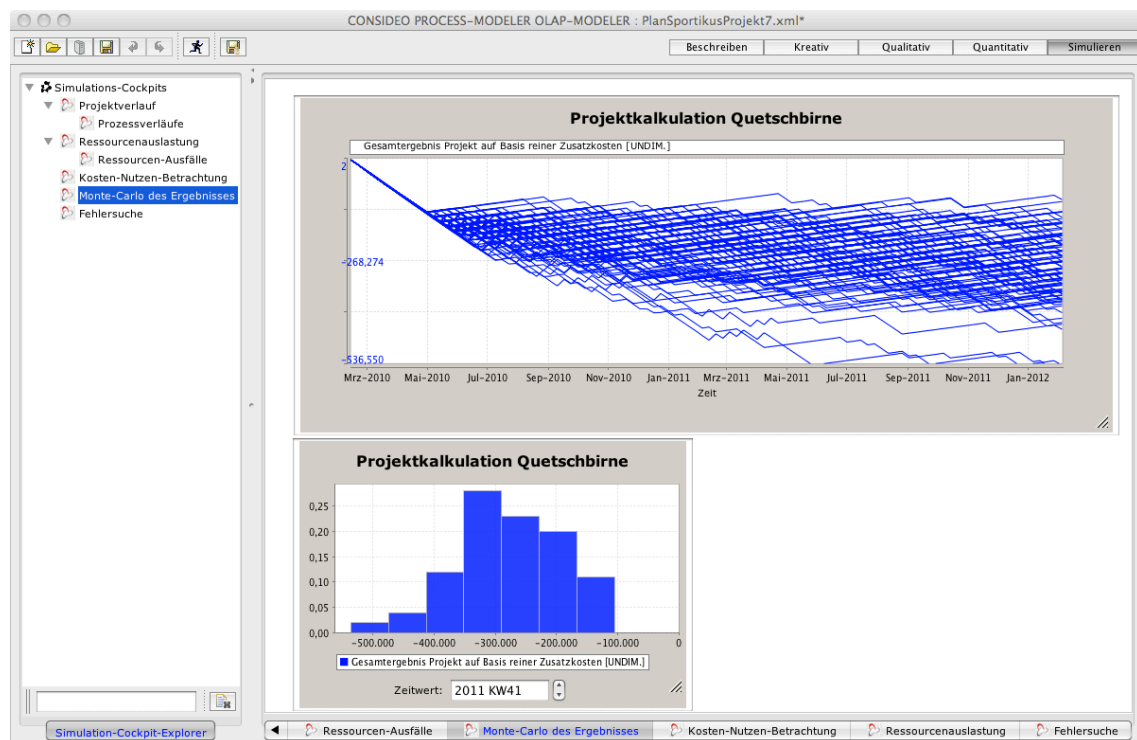 CONSIDEO PROCESS-MODELER OLAP-MODELER : PlanSportikusProjekt7.xml*
Beschreiben Kreativ Qualitativ Quantitativ Simulieren
Simulations-Cockpits
Projektverlauf
Prozessverläufe
Ressourcenauslastung
Ressourcen-Ausfälle
Kosten-Nutzen-Betrachtung
Monte-Carlo des Ergebnisses
Fehlersuche
Simulation-Cockpit-Explorer
Projektkalkulation Quetschbirne
Gesamtergebnis Projekt auf Basis reiner Zusatzkosten [UNDIM.]
2
-268,274
-536,550
Mrz-2010 Mai-2010 Jul-2010 Sep-2010 Nov-2010 Jan-2011 Mrz-2011 Mai-2011 Jul-2011 Sep-2011 Nov-2011 Jan-2012
Zeit
Projektkalkulation Quetschbirne
0,25
0,20
0,15
0,10
0,05
0,00
-500.000 -400.000 -300.000 -200.000 -100.000 0
Gesamtergebnis Projekt auf Basis reiner Zusatzkosten [UNDIM.]
Zeitwert: 2011 KW41
Ressourcen-Ausfälle Monte-Carlo des Ergebnisses Kosten-Nutzen-Betrachtung Ressourcenauslastung Fehlersuche